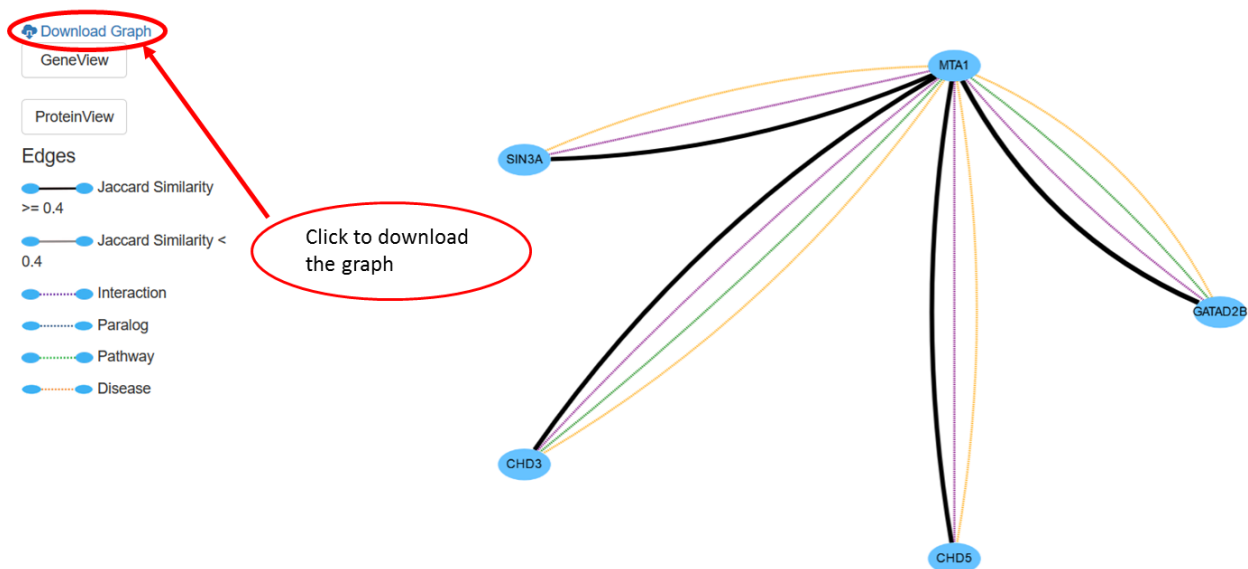 Download Graph
GeneView
ProteinView
Edges
Jaccard Similarity
>= 0.4
Jaccard Similarity <
0.4
Interaction
Paralog
Pathway
Disease
Click to download
the graph
MTA1
SIN3A
GATAD2B
CHD3
CHD5